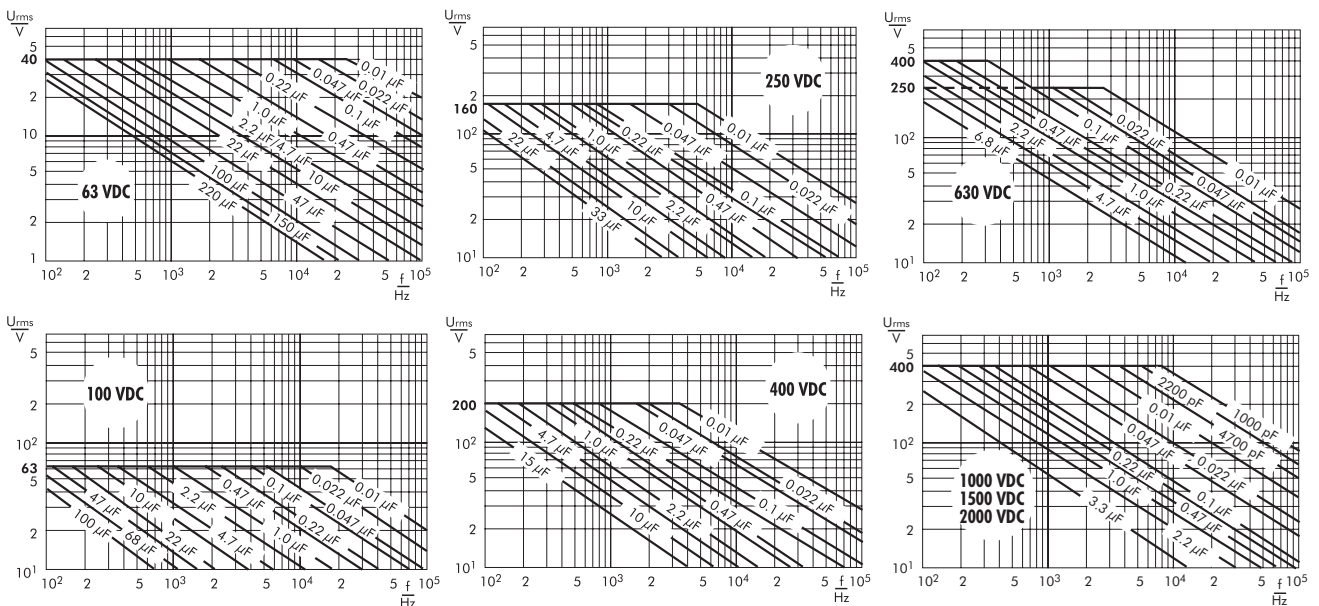 Urms
V
5
40
2
10
5
2
1
10² 2 5 10³ 2 5 10⁴ 2 5 10⁵
f
Hz
63 VDC
0.01 µF
0.022 µF
0.047 µF
0.1 µF
0.22 µF
0.47 µF
1.0 µF
2.2 µF/4.7 µF
10 µF
22 µF
47 µF
100 µF
150 µF
220 µF
Urms
V
5
2
160
10²
5
2
10¹
10² 2 5 10³ 2 5 10⁴ 2 5 10⁵
f
Hz
250 VDC
0.01 µF
0.022 µF
0.047 µF
0.1 µF
0.22 µF
0.47 µF
1.0 µF
2.2 µF
4.7 µF
10 µF
22 µF
33 µF
Urms
V
5
400
250
10²
5
2
10¹
10² 2 5 10³ 2 5 10⁴ 2 5 10⁵
f
Hz
630 VDC
0.01 µF
0.022 µF
0.047 µF
0.1 µF
0.22 µF
0.47 µF
1.0 µF
2.2 µF
4.7 µF
6.8 µF
Urms
V
5
2
10²
63
5
2
10¹
10² 2 5 10³ 2 5 10⁴ 2 5 10⁵
f
Hz
100 VDC
0.01 µF
0.022 µF
0.047 µF
0.1 µF
0.22 µF
0.47 µF
1.0 µF
2.2 µF
4.7 µF
10 µF
22 µF
47 µF
68 µF
100 µF
Urms
V
5
200
10²
5
2
10¹
10² 2 5 10³ 2 5 10⁴ 2 5 10⁵
f
Hz
400 VDC
0.01 µF
0.022 µF
0.047 µF
0.1 µF
0.22 µF
0.47 µF
1.0 µF
2.2 µF
4.7 µF
10 µF
15 µF
Urms
V
5
400
2
10²
5
2
10¹
10² 2 5 10³ 2 5 10⁴ 2 5 10⁵
f
Hz
1000 VDC
1500 VDC
2000 VDC
1000 pF
2200 pF
4700 pF
0.01 µF
0.022 µF
0.047 µF
0.1 µF
0.22 µF
0.47 µF
1.0 µF
2.2 µF
3.3 µF